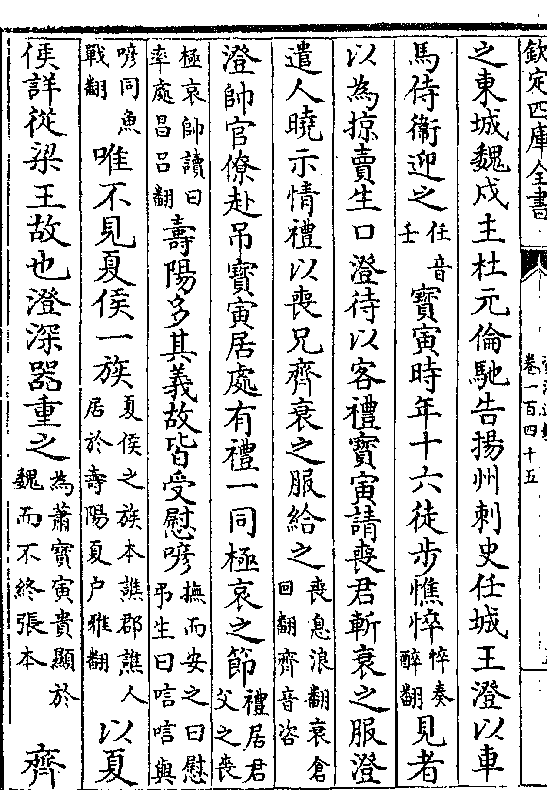 欽定四庫全書
卷一百四十五
之東城魏戍主杜元倫馳告揚州刺史任城王澄以車
馬侍衛迎之任音壬寳寅時年十六徒步憔悴悴秦醉翻見者
以為掠賣生口澄待以客禮寳寅請喪君斬衰之服澄
遣人曉示情禮以喪兄齊衰之服給之喪息浪翻衰倉回翻齊音咨
澄帥官僚赴弔寳寅居處有禮一同極哀之節禮居君父之喪
極哀帥讀曰率處昌呂翻壽陽多其義故皆受慰喭撫而安之曰慰弔生曰唁唁與
喭同魚戰翻唯不見夏侯一族夏侯之族本譙郡譙人居於壽陽夏户雅翻以夏
侯詳從梁王故也澄深器重之為蕭寳寅貴顯於魏而不終張本齊